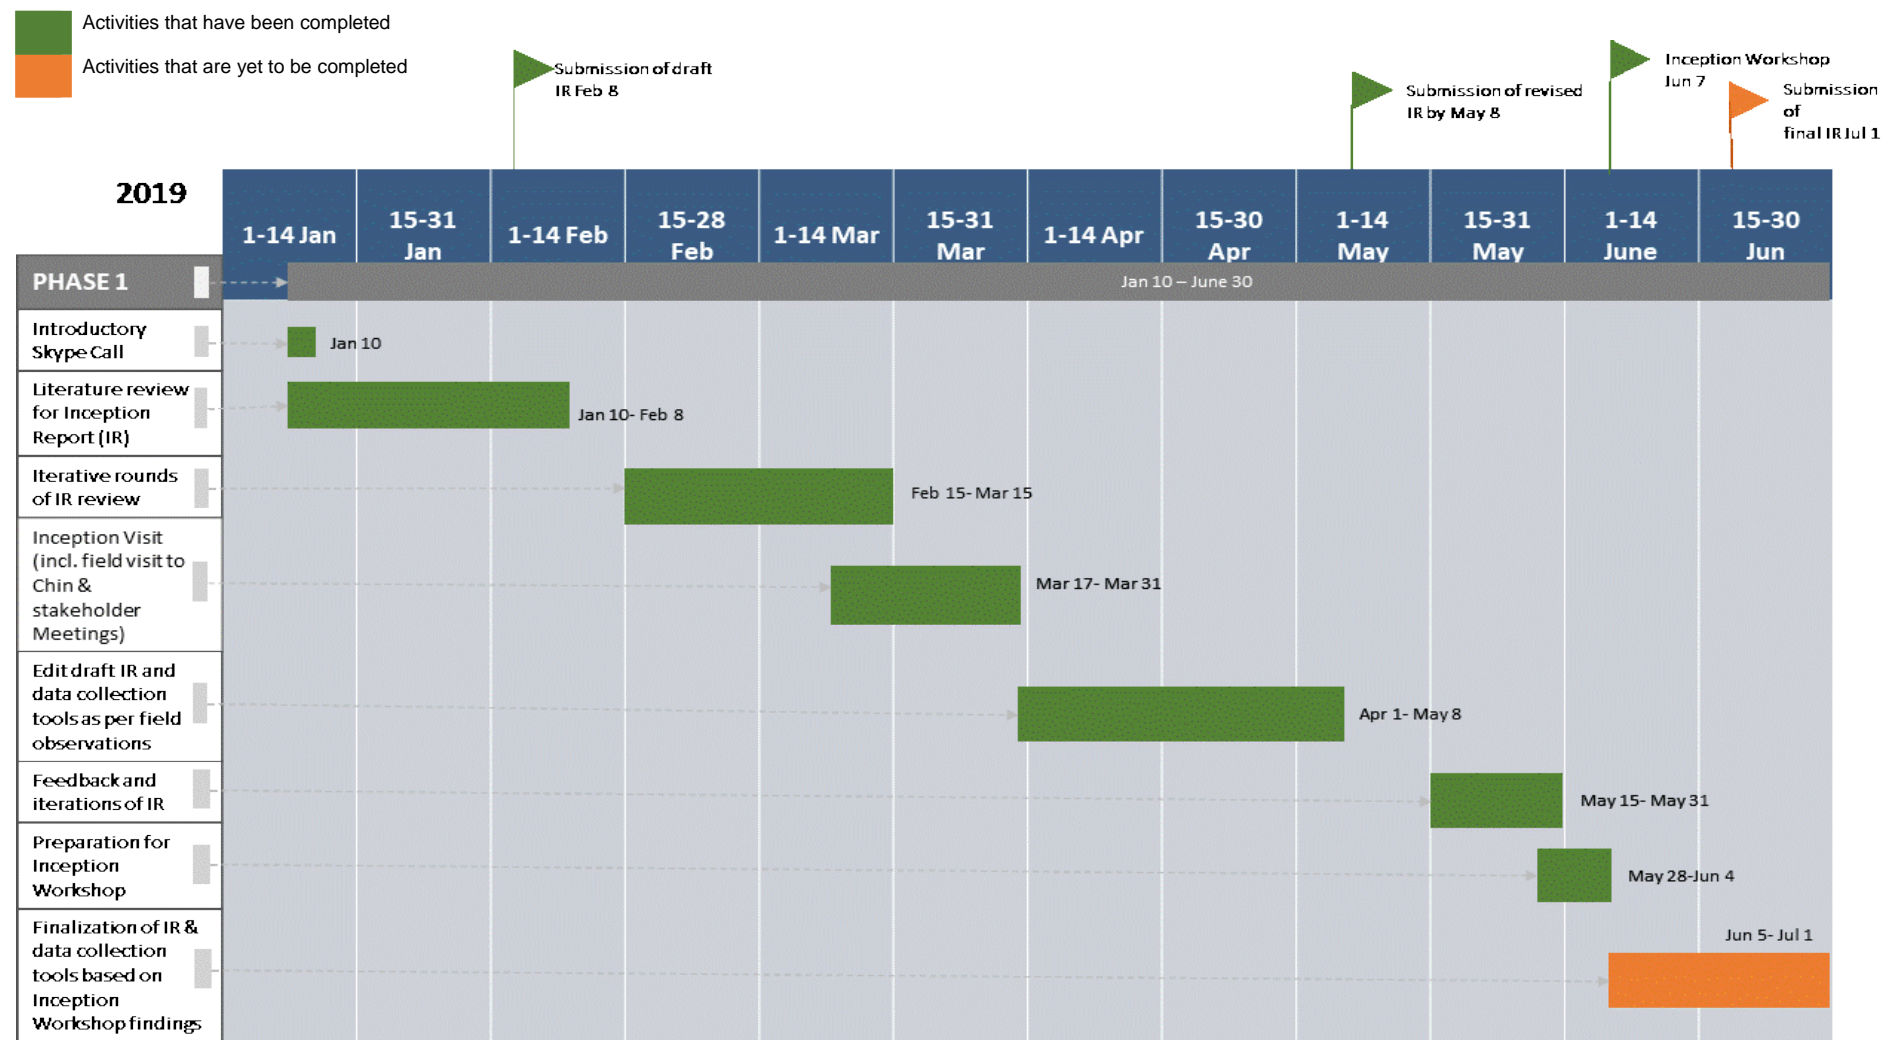 Activities that have been completed
Activities that are yet to be completed
Submission of draft
IR Feb 8
Submission of revised
IR by May 8
Inception Workshop
Jun 7
Submission
of
final IR Jul 1
2019
1-14 Jan
15-31
Jan
1-14 Feb
15-28
Feb
1-14 Mar
15-31
Mar
1-14 Apr
15-30
Apr
1-14
May
15-31
May
1-14
June
15-30
Jun
PHASE 1
Jan 10 – June 30
Introductory
Skype Call
Jan 10
Literature review
for Inception
Report (IR)
Jan 10- Feb 8
Iterative rounds
of IR review
Feb 15- Mar 15
Inception Visit
(incl. field visit to
Chin &
stakeholder
Meetings)
Mar 17- Mar 31
Edit draft IR and
data collection
tools as per field
observations
Apr 1- May 8
Feedback and
iterations of IR
May 15- May 31
Preparation for
Inception
Workshop
May 28-Jun 4
Finalization of IR &
data collection
tools based on
Inception
Workshop findings
Jun 5- Jul 1